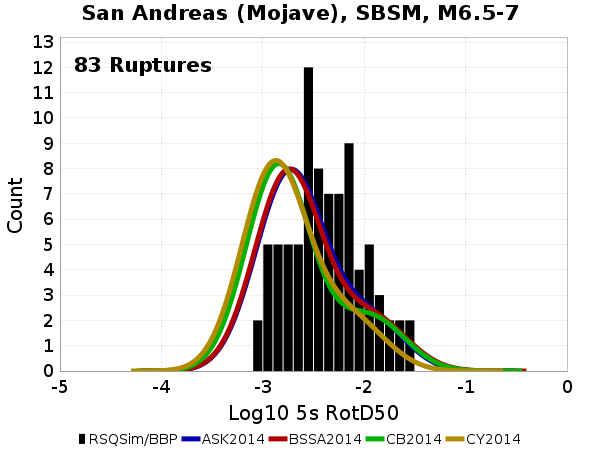 San Andreas (Mojave), SBSM, M6.5-7
83 Ruptures
13
12
11
10
9
8
7
6
5
4
3
2
1
0
Count
-5 -4 -3 -2 -1 0
Log10 5s RotD50
RSQSim/BBP ASK2014 BSSA2014 CB2014 CY2014